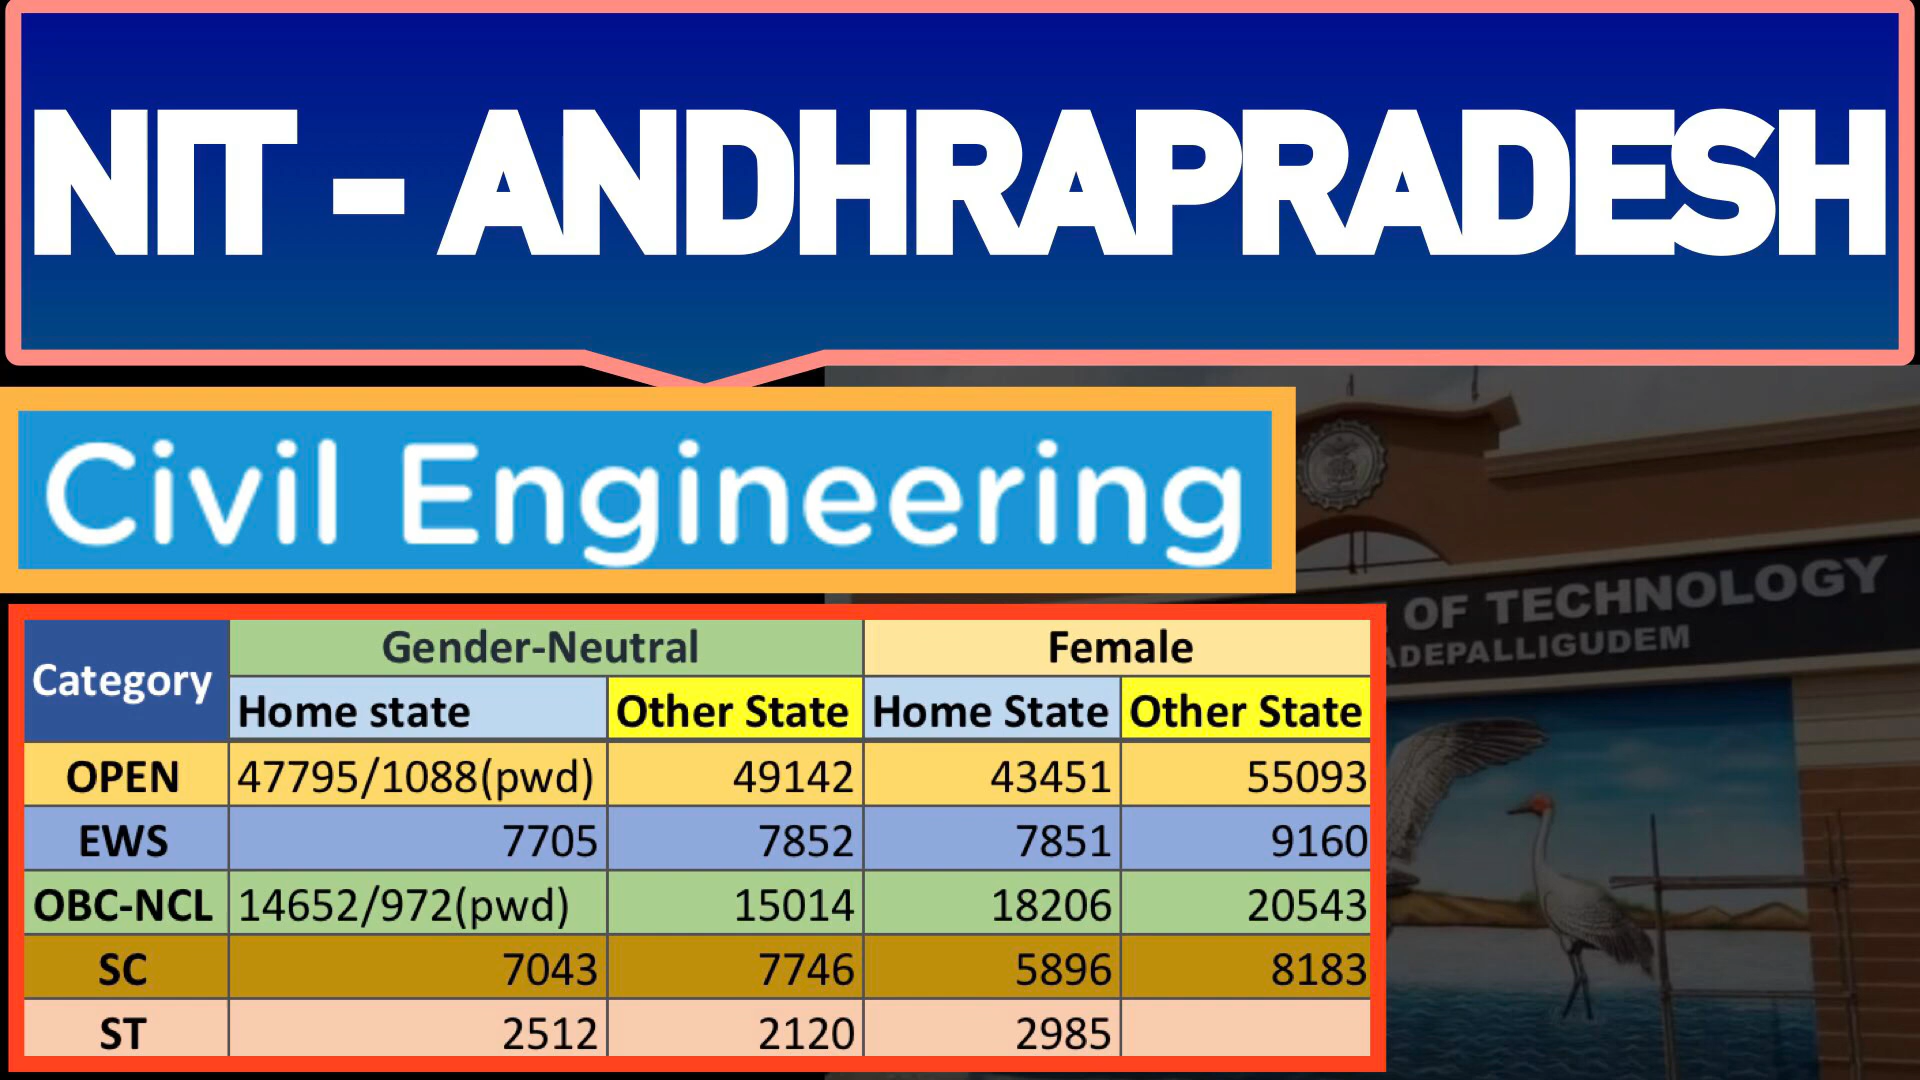 NIT - ANDHRAPRADESH
Civil Engineering
OF TECHNOLOGY
ADEPALLIGUDEM
Category Gender-Neutral Female
Home state Other State Home State Other State
OPEN 47795/1088(pwd) 49142 43451 55093
EWS 7705 7852 7851 9160
OBC-NCL 14652/972(pwd) 15014 18206 20543
SC 7043 7746 5896 8183
ST 2512 2120 2985